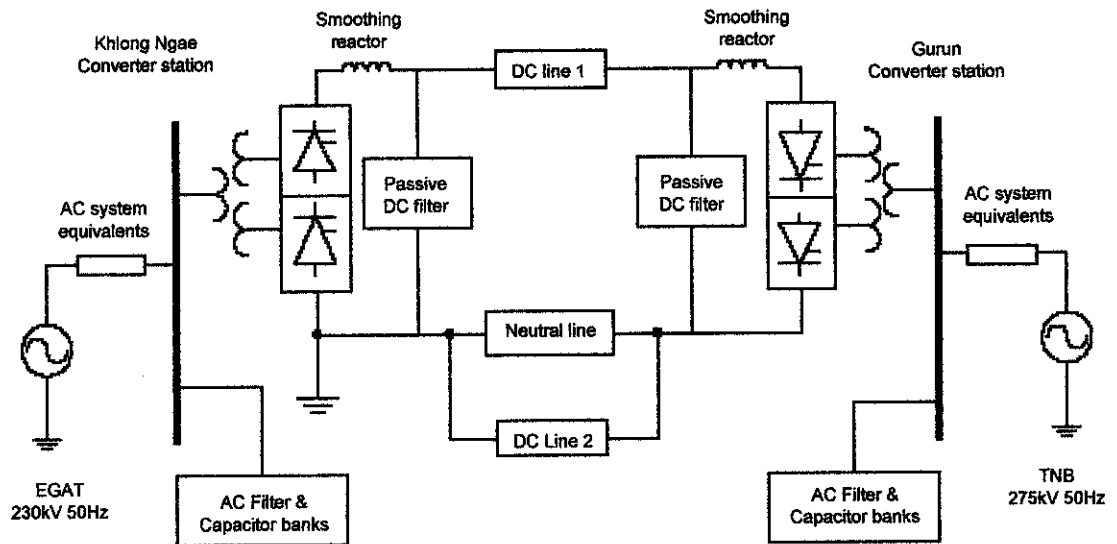 Khlong Ngae
Converter station
Smoothing
reactor
DC line 1
Smoothing
reactor
Gurun
Converter station
AC system
equivalents
Passive
DC filter
Passive
DC filter
AC system
equivalents
Neutral line
DC Line 2
EGAT
230kV 50Hz
AC Filter &
Capacitor banks
AC Filter &
Capacitor banks
TNB
275kV 50Hz